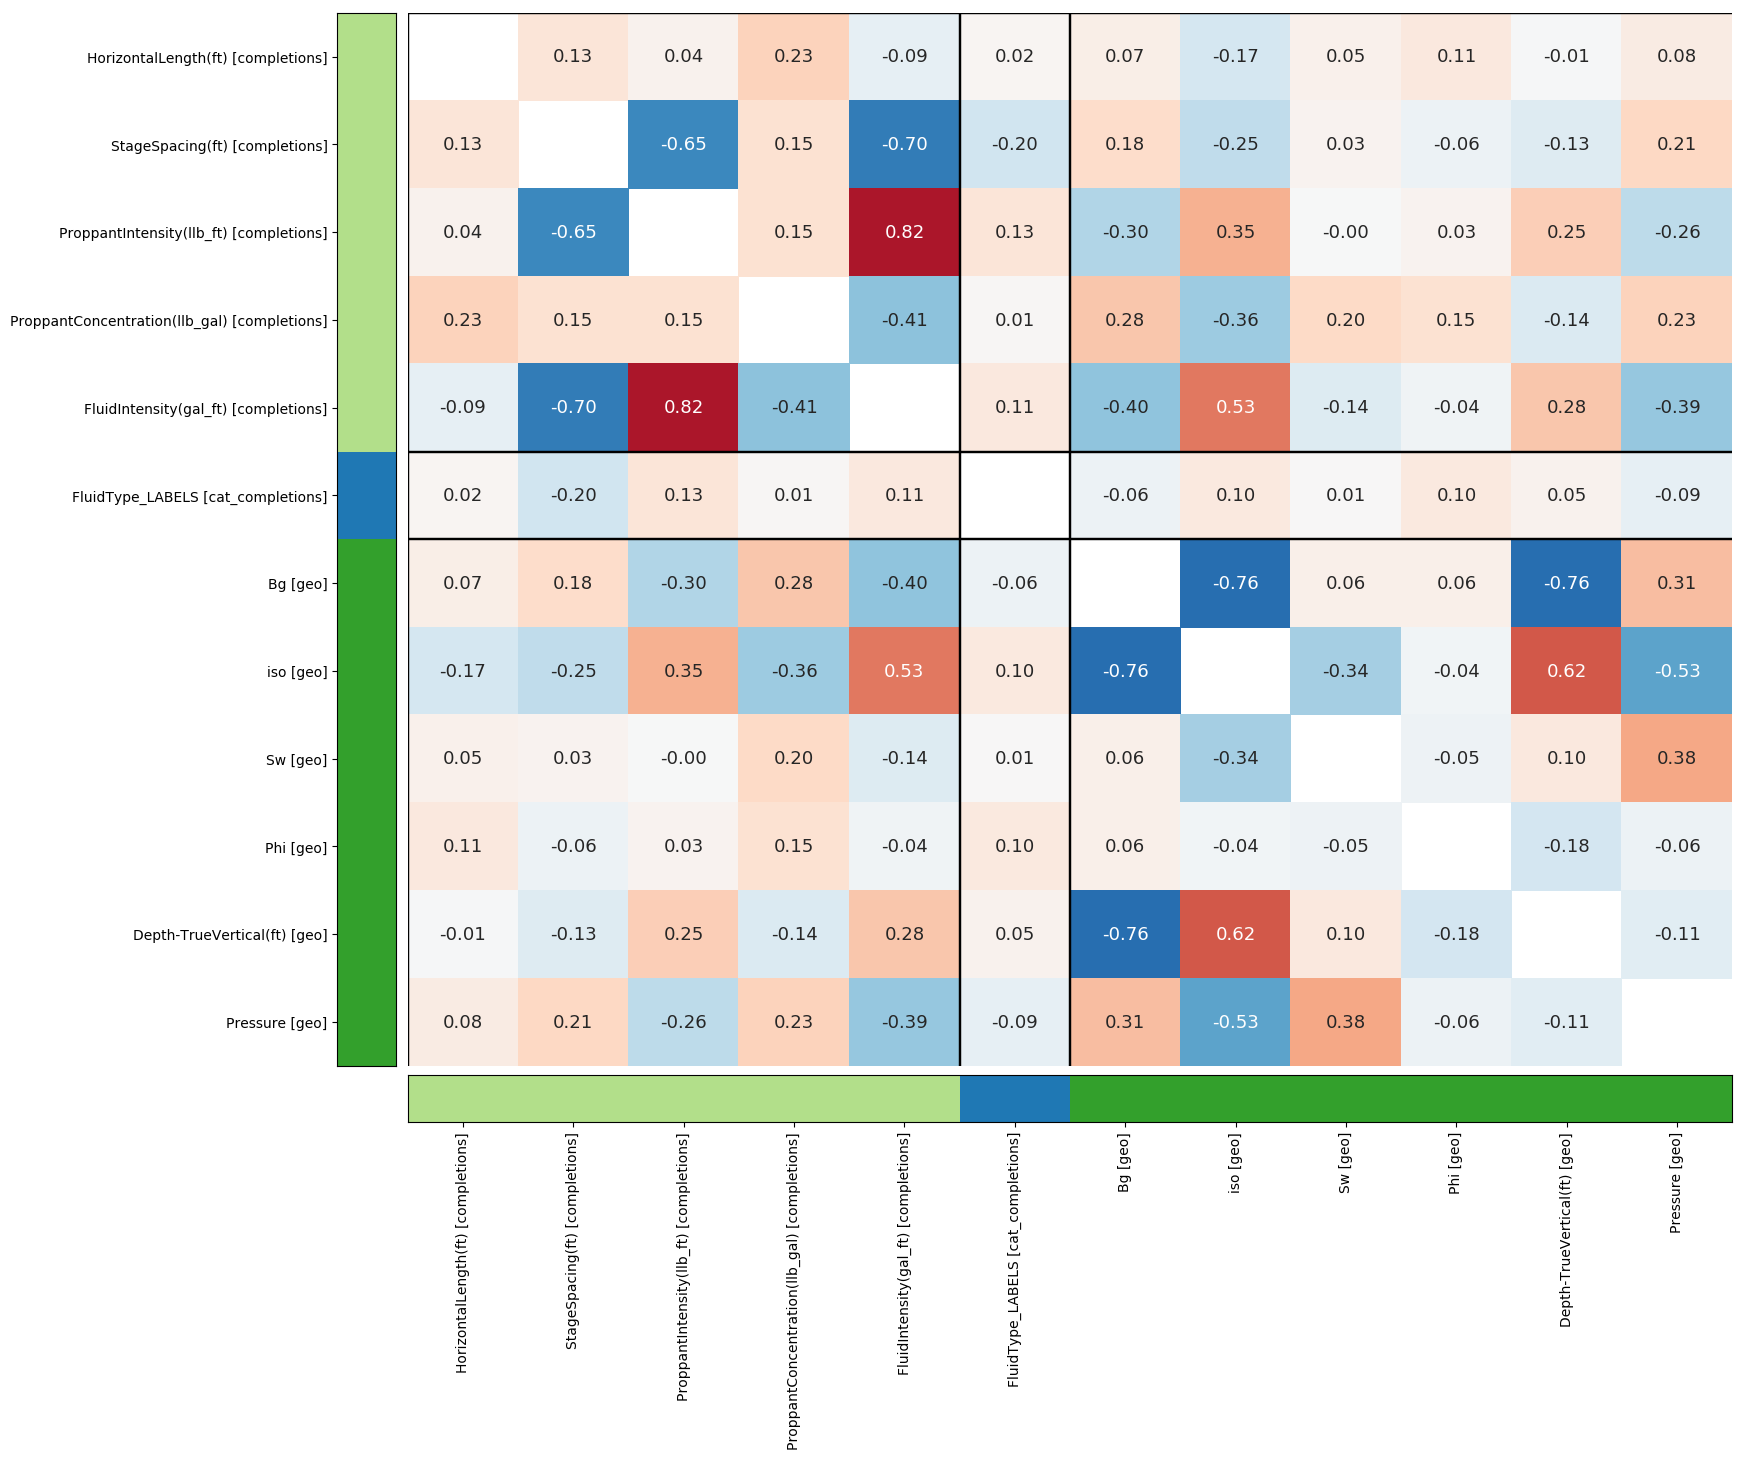 HorizontalLength(ft) [completions] 0.13 0.04 0.23 -0.09 0.02 0.07 -0.17 0.05 0.11 -0.01 0.08
StageSpacing(ft) [completions] 0.13 -0.65 0.15 -0.70 -0.20 0.18 -0.25 0.03 -0.06 -0.13 0.21
ProppantIntensity(llb_ft) [completions] 0.04 -0.65 0.15 0.82 0.13 -0.30 0.35 -0.00 0.03 0.25 -0.26
ProppantConcentration(llb_gal) [completions] 0.23 0.15 0.15 -0.41 0.01 0.28 -0.36 0.20 0.15 -0.14 0.23
FluidIntensity(gal_ft) [completions] -0.09 -0.70 0.82 -0.41 0.11 -0.40 0.53 -0.14 -0.04 0.28 -0.39
FluidType_LABELS [cat_completions] 0.02 -0.20 0.13 0.01 0.11 -0.06 0.10 0.01 0.10 0.05 -0.09
Bg [geo] 0.07 0.18 -0.30 0.28 -0.40 -0.06 -0.76 0.06 0.06 -0.76 0.31
iso [geo] -0.17 -0.25 0.35 -0.36 0.53 0.10 -0.76 -0.34 -0.04 0.62 -0.53
Sw [geo] 0.05 0.03 -0.00 0.20 -0.14 0.01 0.06 -0.34 -0.05 0.10 0.38
Phi [geo] 0.11 -0.06 0.03 0.15 -0.04 0.10 0.06 -0.04 -0.05 -0.18 -0.06
Depth-TrueVertical(ft) [geo] -0.01 -0.13 0.25 -0.14 0.28 0.05 -0.76 0.62 0.10 -0.18 -0.11
Pressure [geo] 0.08 0.21 -0.26 0.23 -0.39 -0.09 0.31 -0.53 0.38 -0.06 -0.11
HorizontalLength(ft) [completions]
StageSpacing(ft) [completions]
ProppantIntensity(llb_ft) [completions]
ProppantConcentration(llb_gal) [completions]
FluidIntensity(gal_ft) [completions]
FluidType_LABELS [cat_completions]
Bg [geo]
iso [geo]
Sw [geo]
Phi [geo]
Depth-TrueVertical(ft) [geo]
Pressure [geo]